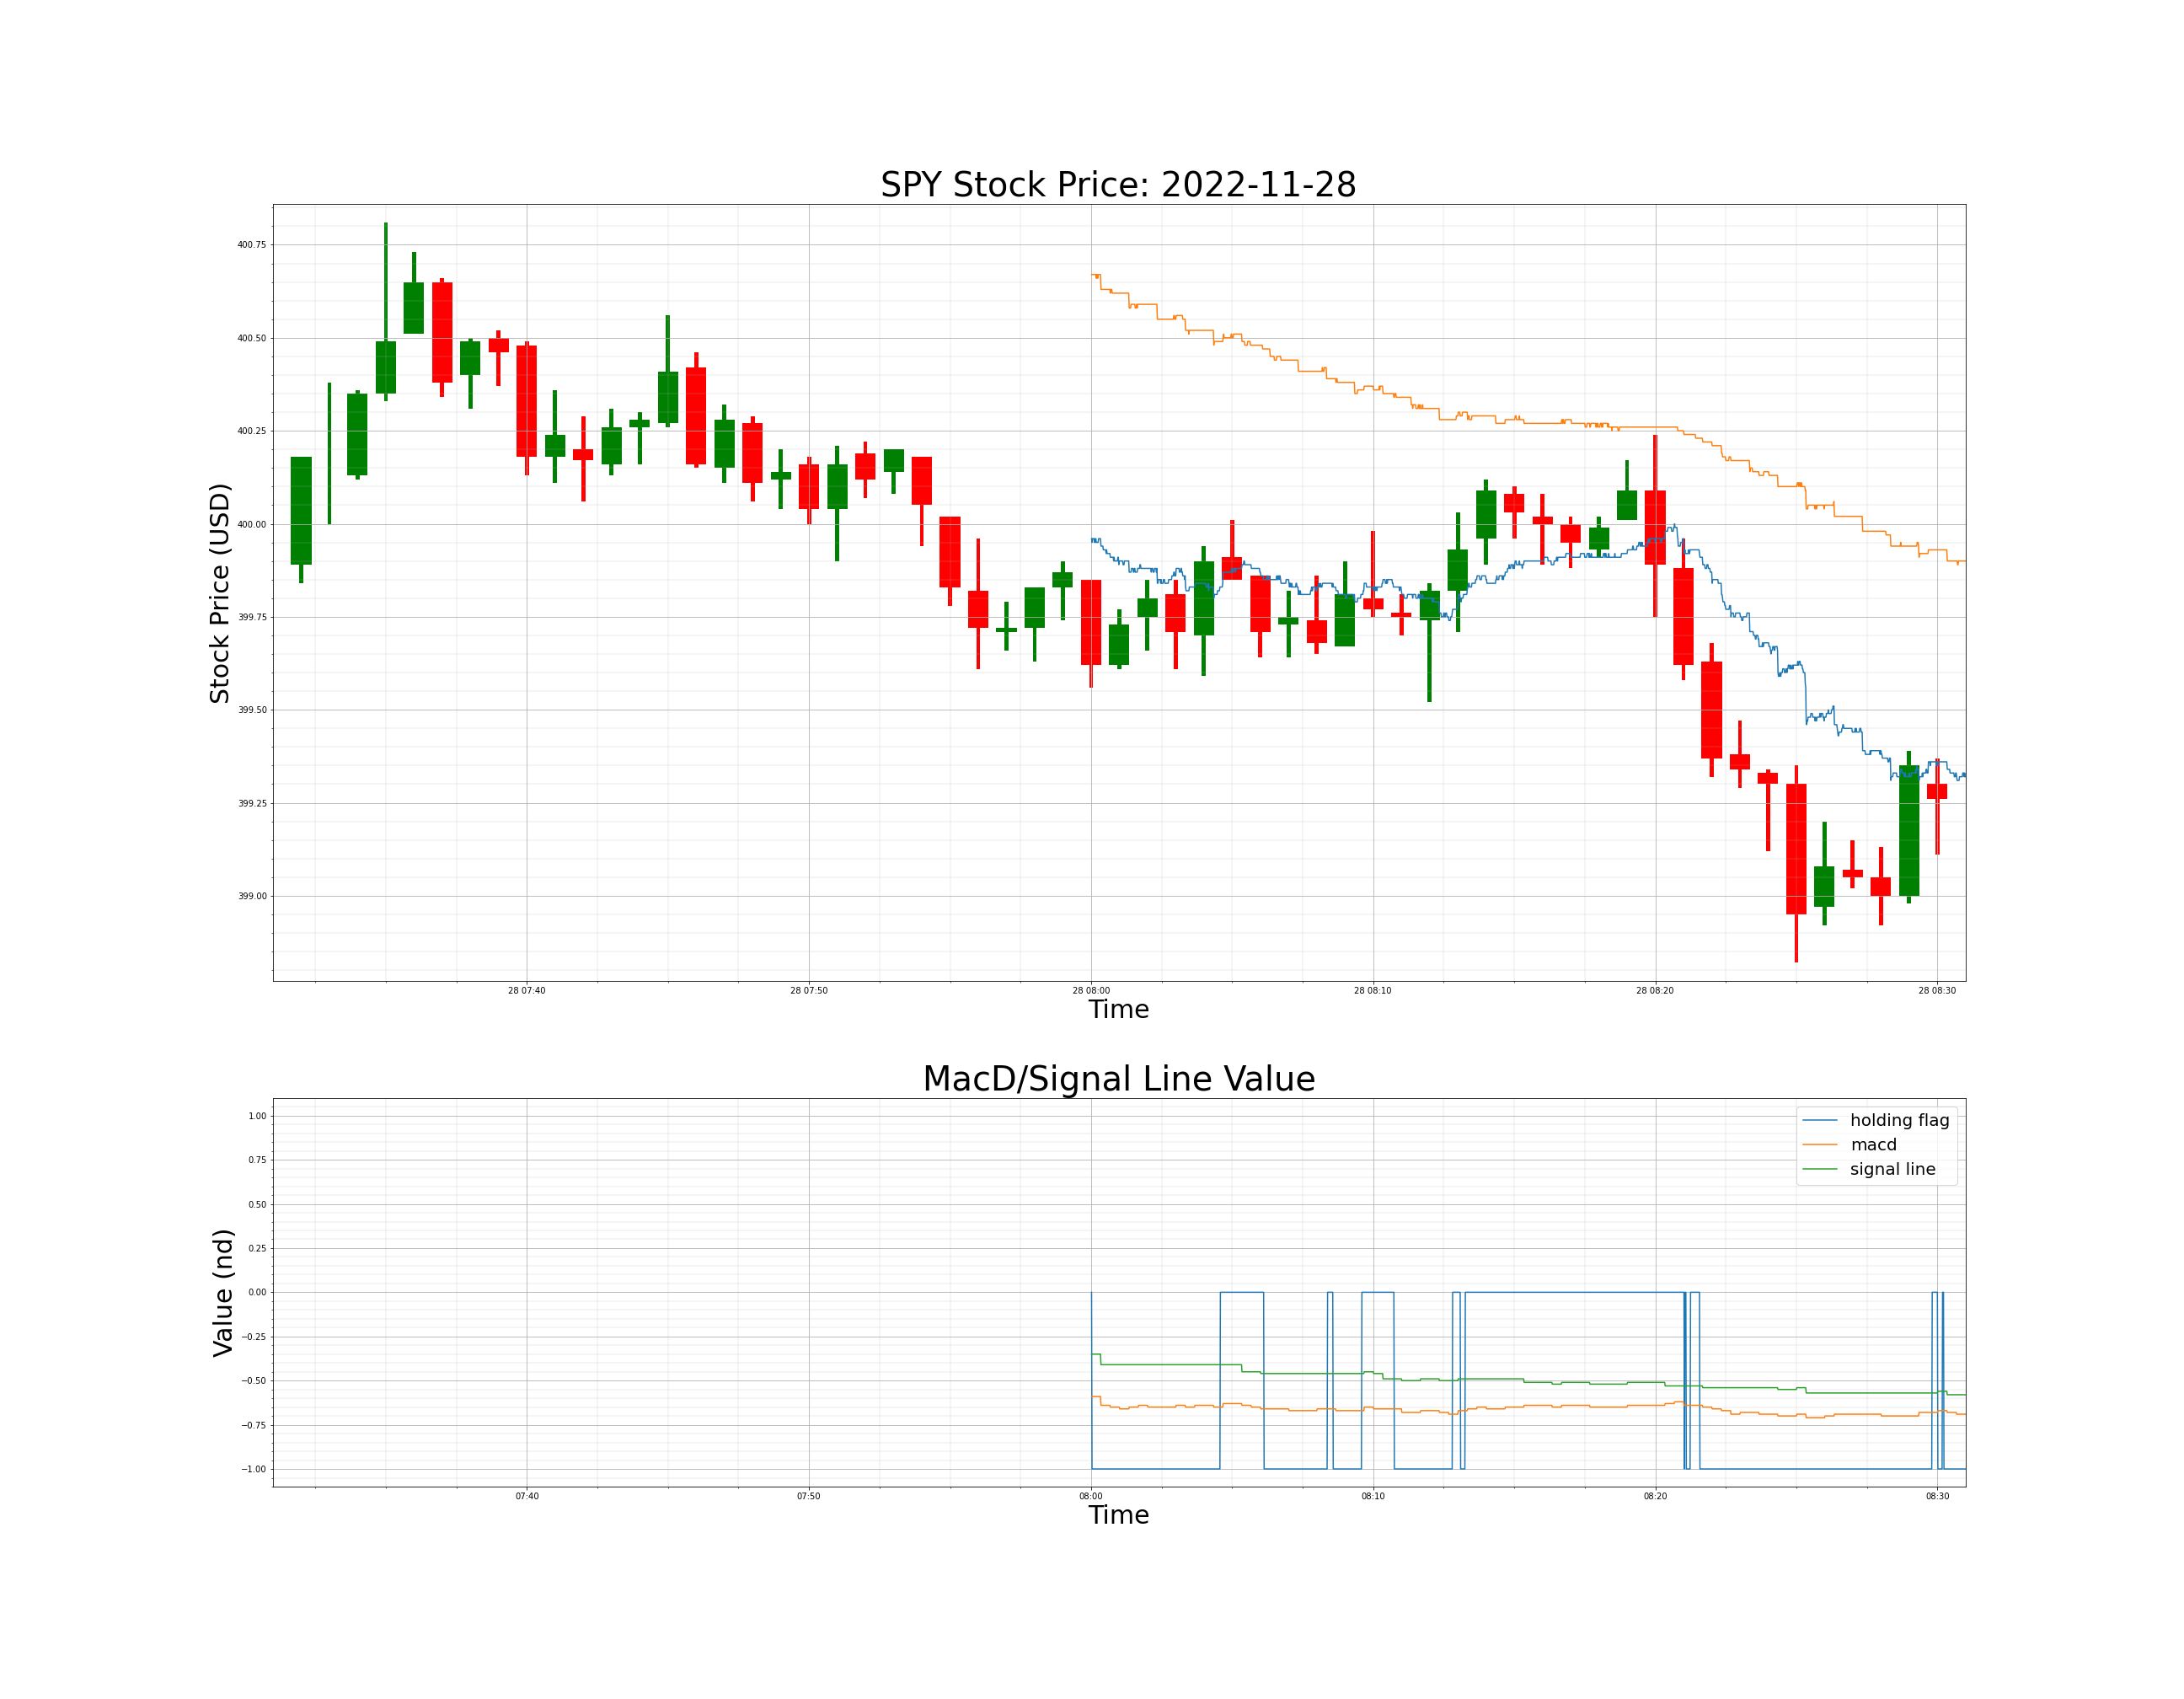 SPY Stock Price: 2022-11-28
Stock Price (USD)
400.75
400.50
400.25
400.00
399.75
399.50
399.25
399.00
28 07:40 28 07:50 28 08:00 28 08:10 28 08:20 28 08:30
Time
MacD/Signal Line Value
Value (nd)
1.00
0.75
0.50
0.25
0.00
−0.25
−0.50
−0.75
−1.00
holding flag
macd
signal line
07:40 07:50 08:00 08:10 08:20 08:30
Time